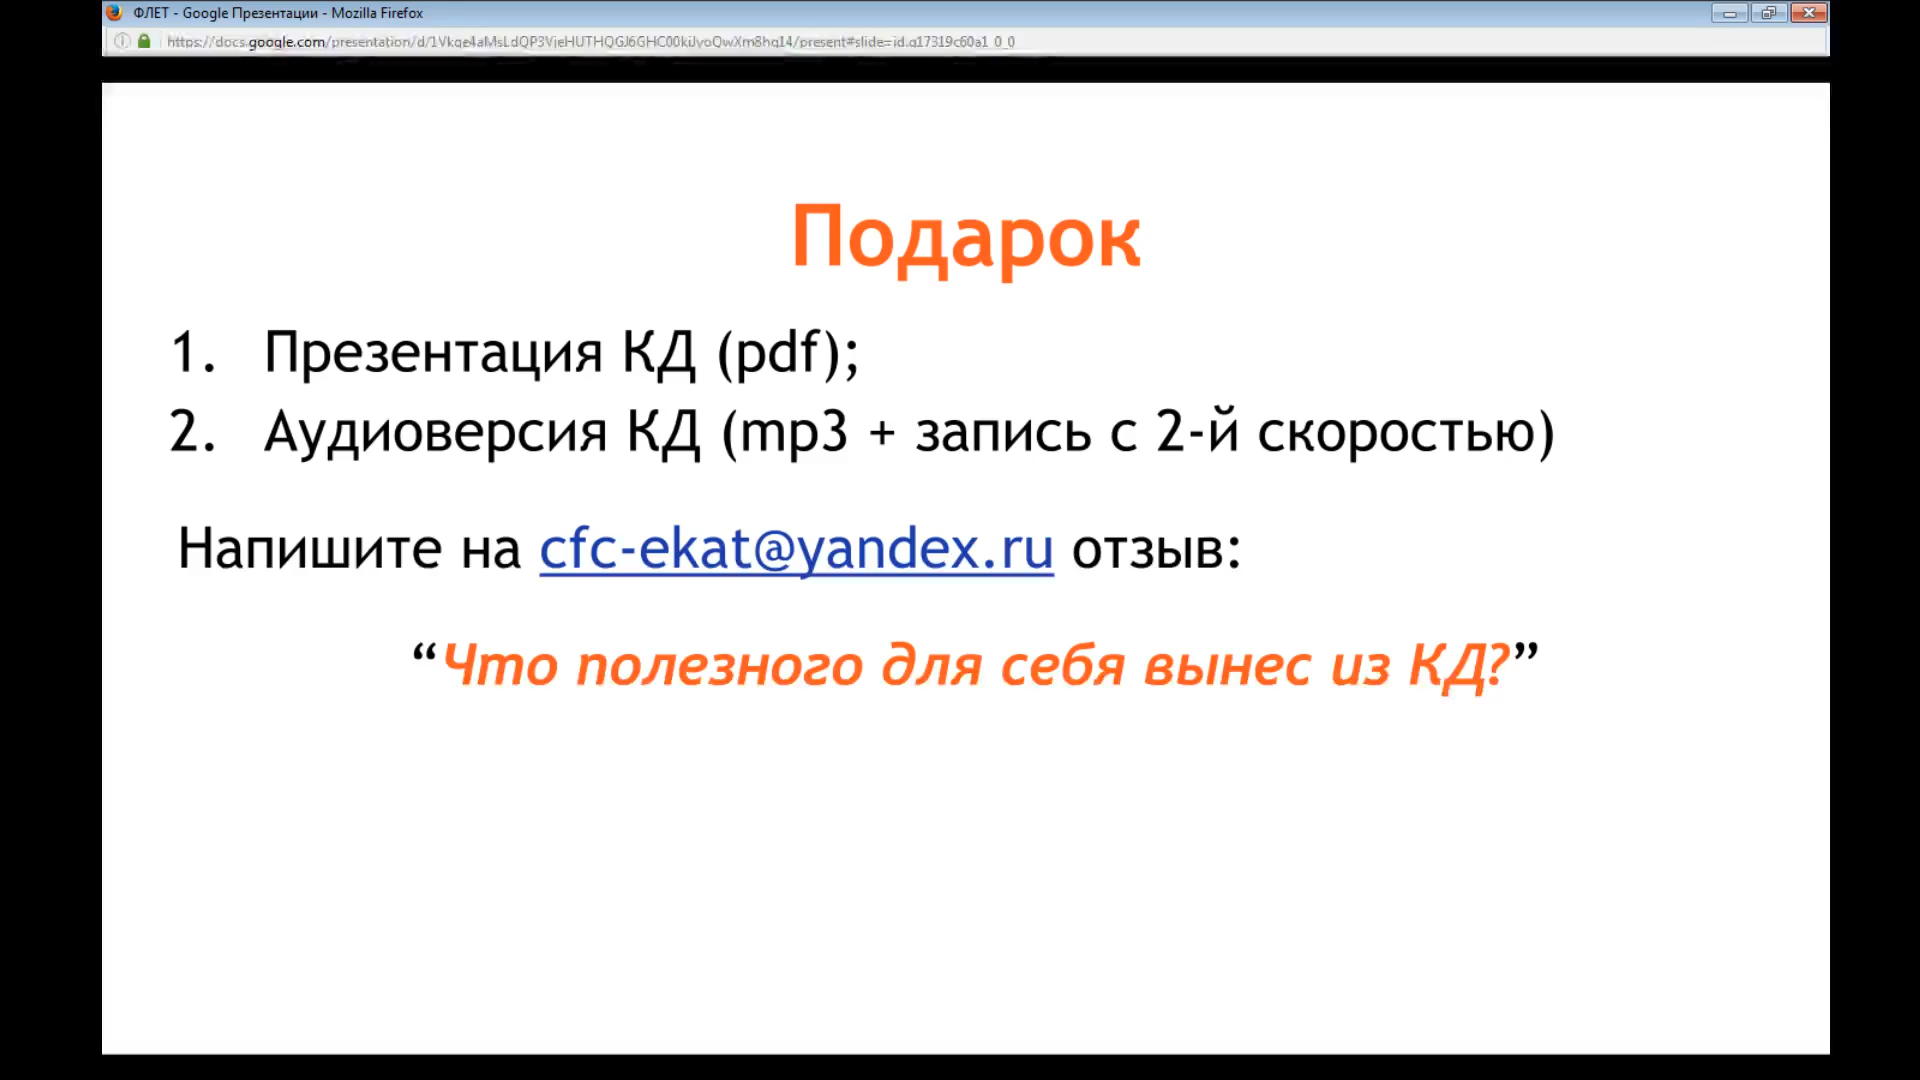 ФЛЕТ - Google Презентации - Mozilla Firefox
Подарок
1. Презентация КД (pdf);
2. Аудиоверсия КД (mp3 + запись с 2-й скоростью)
Напишите на cfc-ekat@yandex.ru отзыв:
“Что полезного для себя вынес из КД?”